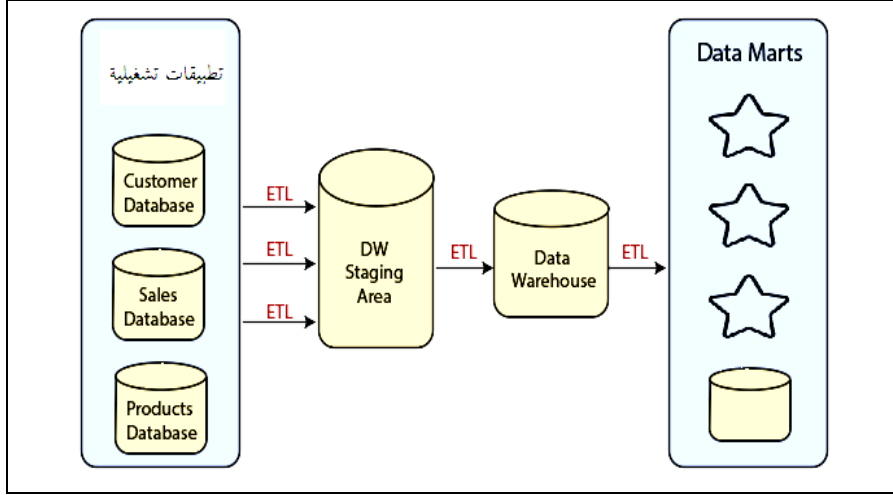 تطبيقات تشغيلية
Customer
Database
Sales
Database
Products
Database
ETL
ETL
ETL
DW
Staging
Area
ETL
Data
Warehouse
ETL
Data Marts